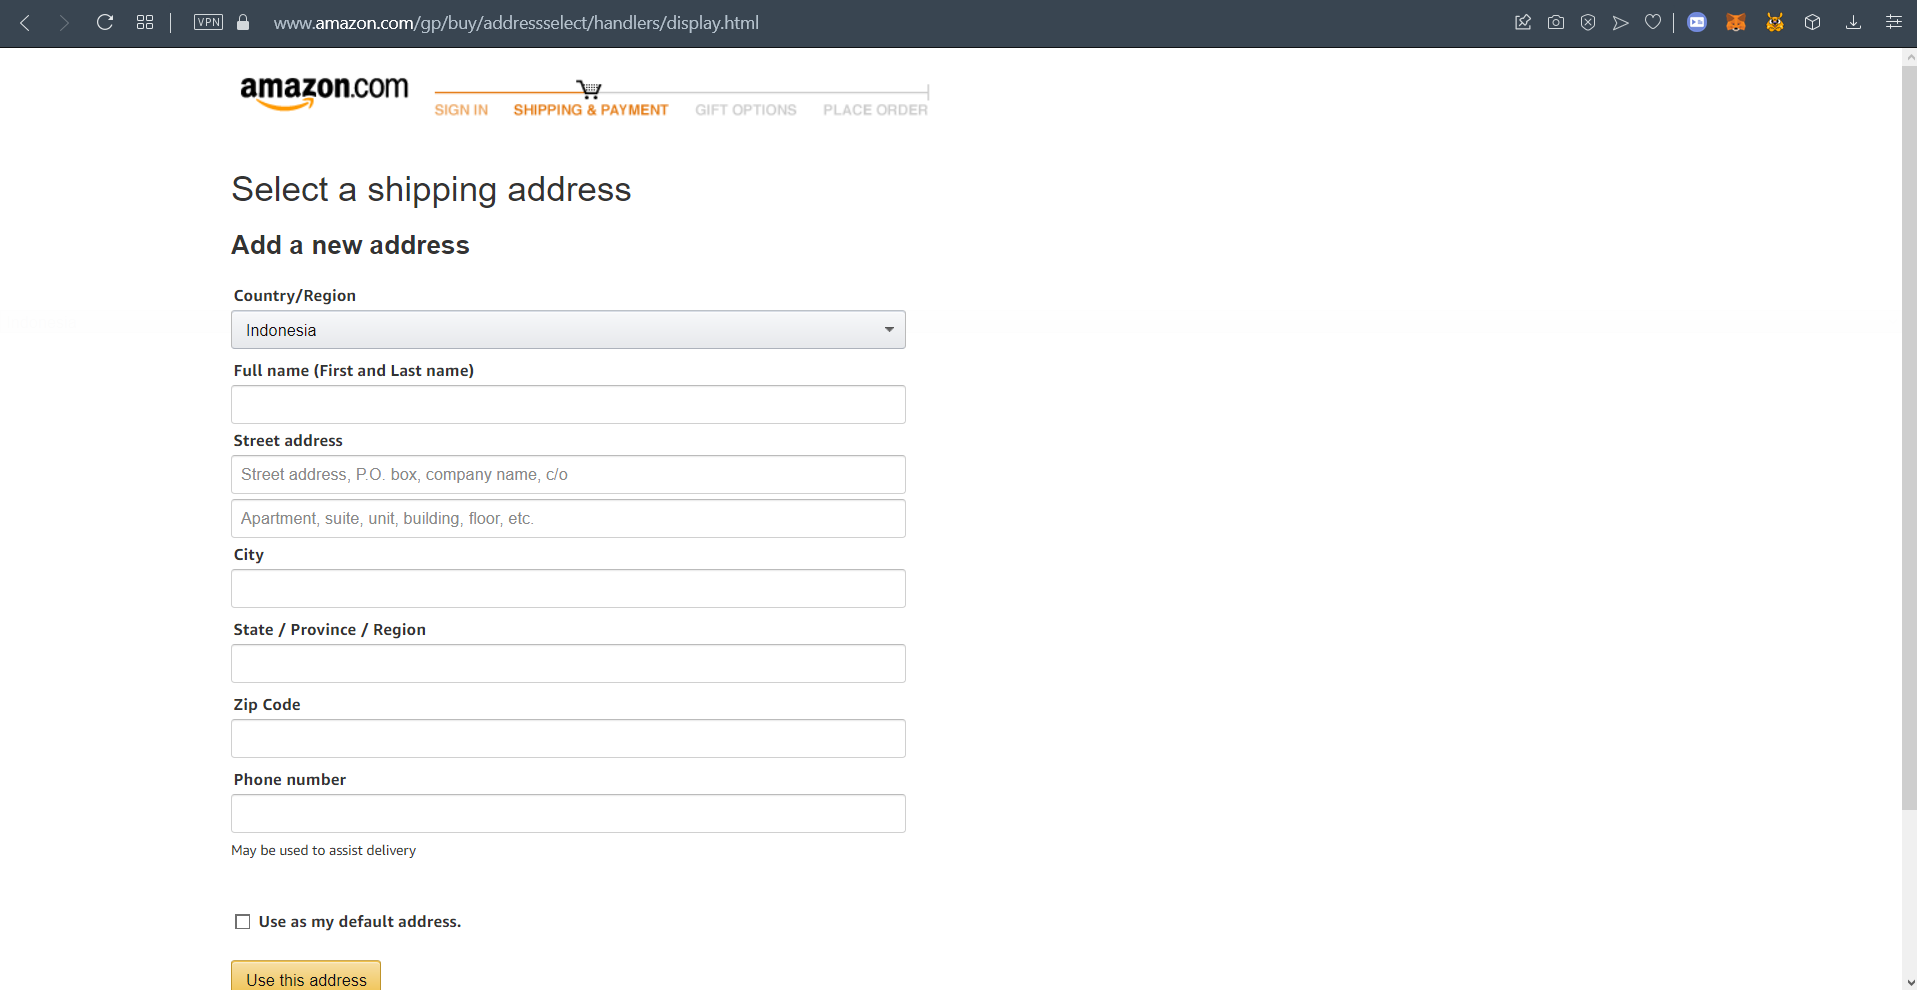 VPN www.amazon.com/gp/buy/addressselect/handlers/display.html
amazon.com
SIGN IN SHIPPING & PAYMENT GIFT OPTIONS PLACE ORDER
Select a shipping address
Add a new address
Country/Region
Indonesia
Full name (First and Last name)
Street address
Street address, P.O. box, company name, c/o
Apartment, suite, unit, building, floor, etc.
City
State / Province / Region
Zip Code
Phone number
May be used to assist delivery
Use as my default address.
Use this address